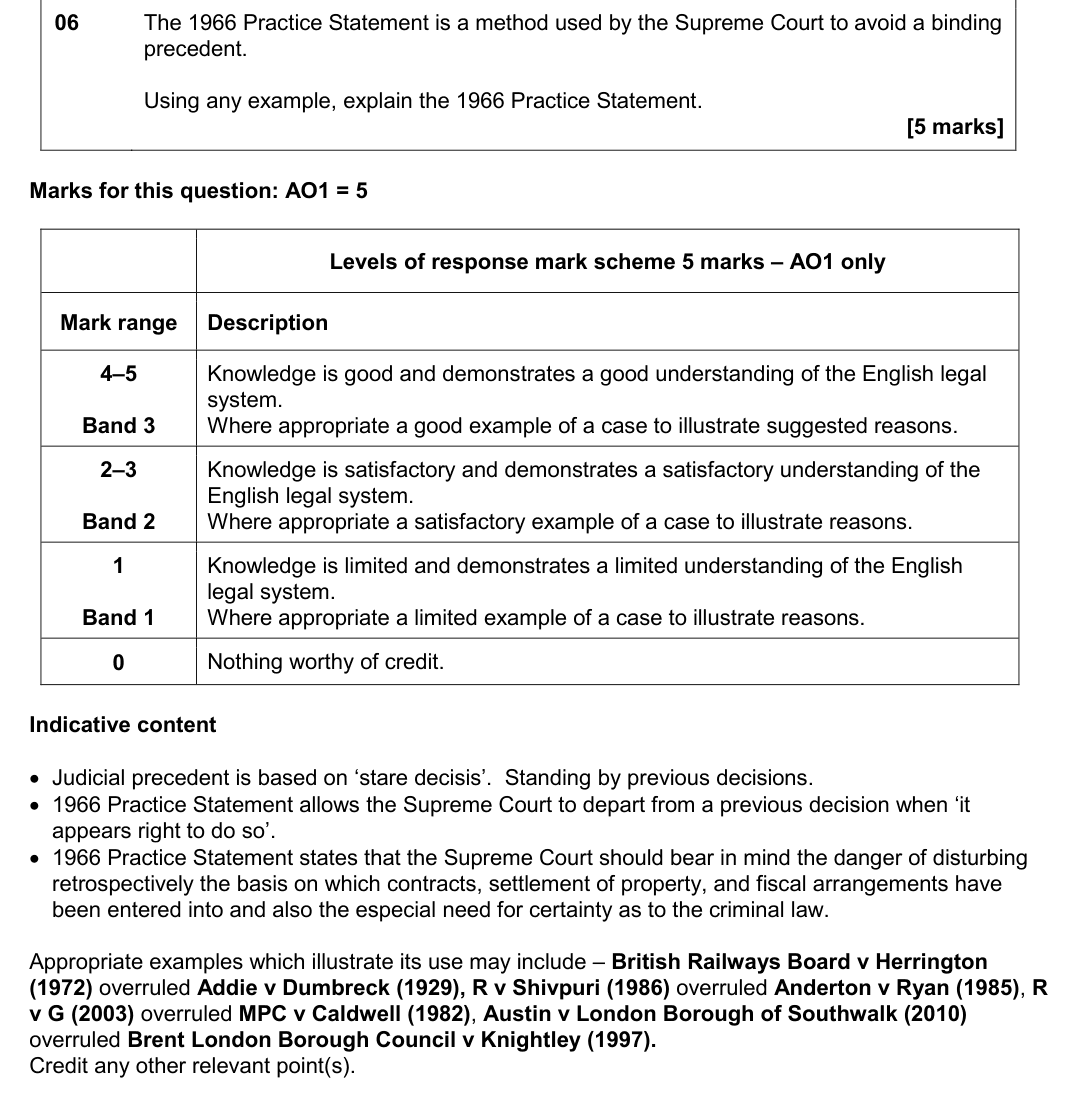 06
The 1966 Practice Statement is a method used by the Supreme Court to avoid a binding
precedent.
Using any example, explain the 1966 Practice Statement.
[5 marks]
Marks for this question: AO1 = 5
Levels of response mark scheme 5 marks – AO1 only
Mark range
Description
4–5
Band 3
Knowledge is good and demonstrates a good understanding of the English legal
system.
Where appropriate a good example of a case to illustrate suggested reasons.
2–3
Band 2
Knowledge is satisfactory and demonstrates a satisfactory understanding of the
English legal system.
Where appropriate a satisfactory example of a case to illustrate reasons.
1
Band 1
Knowledge is limited and demonstrates a limited understanding of the English
legal system.
Where appropriate a limited example of a case to illustrate reasons.
0
Nothing worthy of credit.
Indicative content
• Judicial precedent is based on ‘stare decisis’.  Standing by previous decisions.
• 1966 Practice Statement allows the Supreme Court to depart from a previous decision when ‘it
appears right to do so’.
• 1966 Practice Statement states that the Supreme Court should bear in mind the danger of disturbing
retrospectively the basis on which contracts, settlement of property, and fiscal arrangements have
been entered into and also the especial need for certainty as to the criminal law.
Appropriate examples which illustrate its use may include – British Railways Board v Herrington
(1972) overruled Addie v Dumbreck (1929), R v Shivpuri (1986) overruled Anderton v Ryan (1985), R
v G (2003) overruled MPC v Caldwell (1982), Austin v London Borough of Southwalk (2010)
overruled Brent London Borough Council v Knightley (1997).
Credit any other relevant point(s).